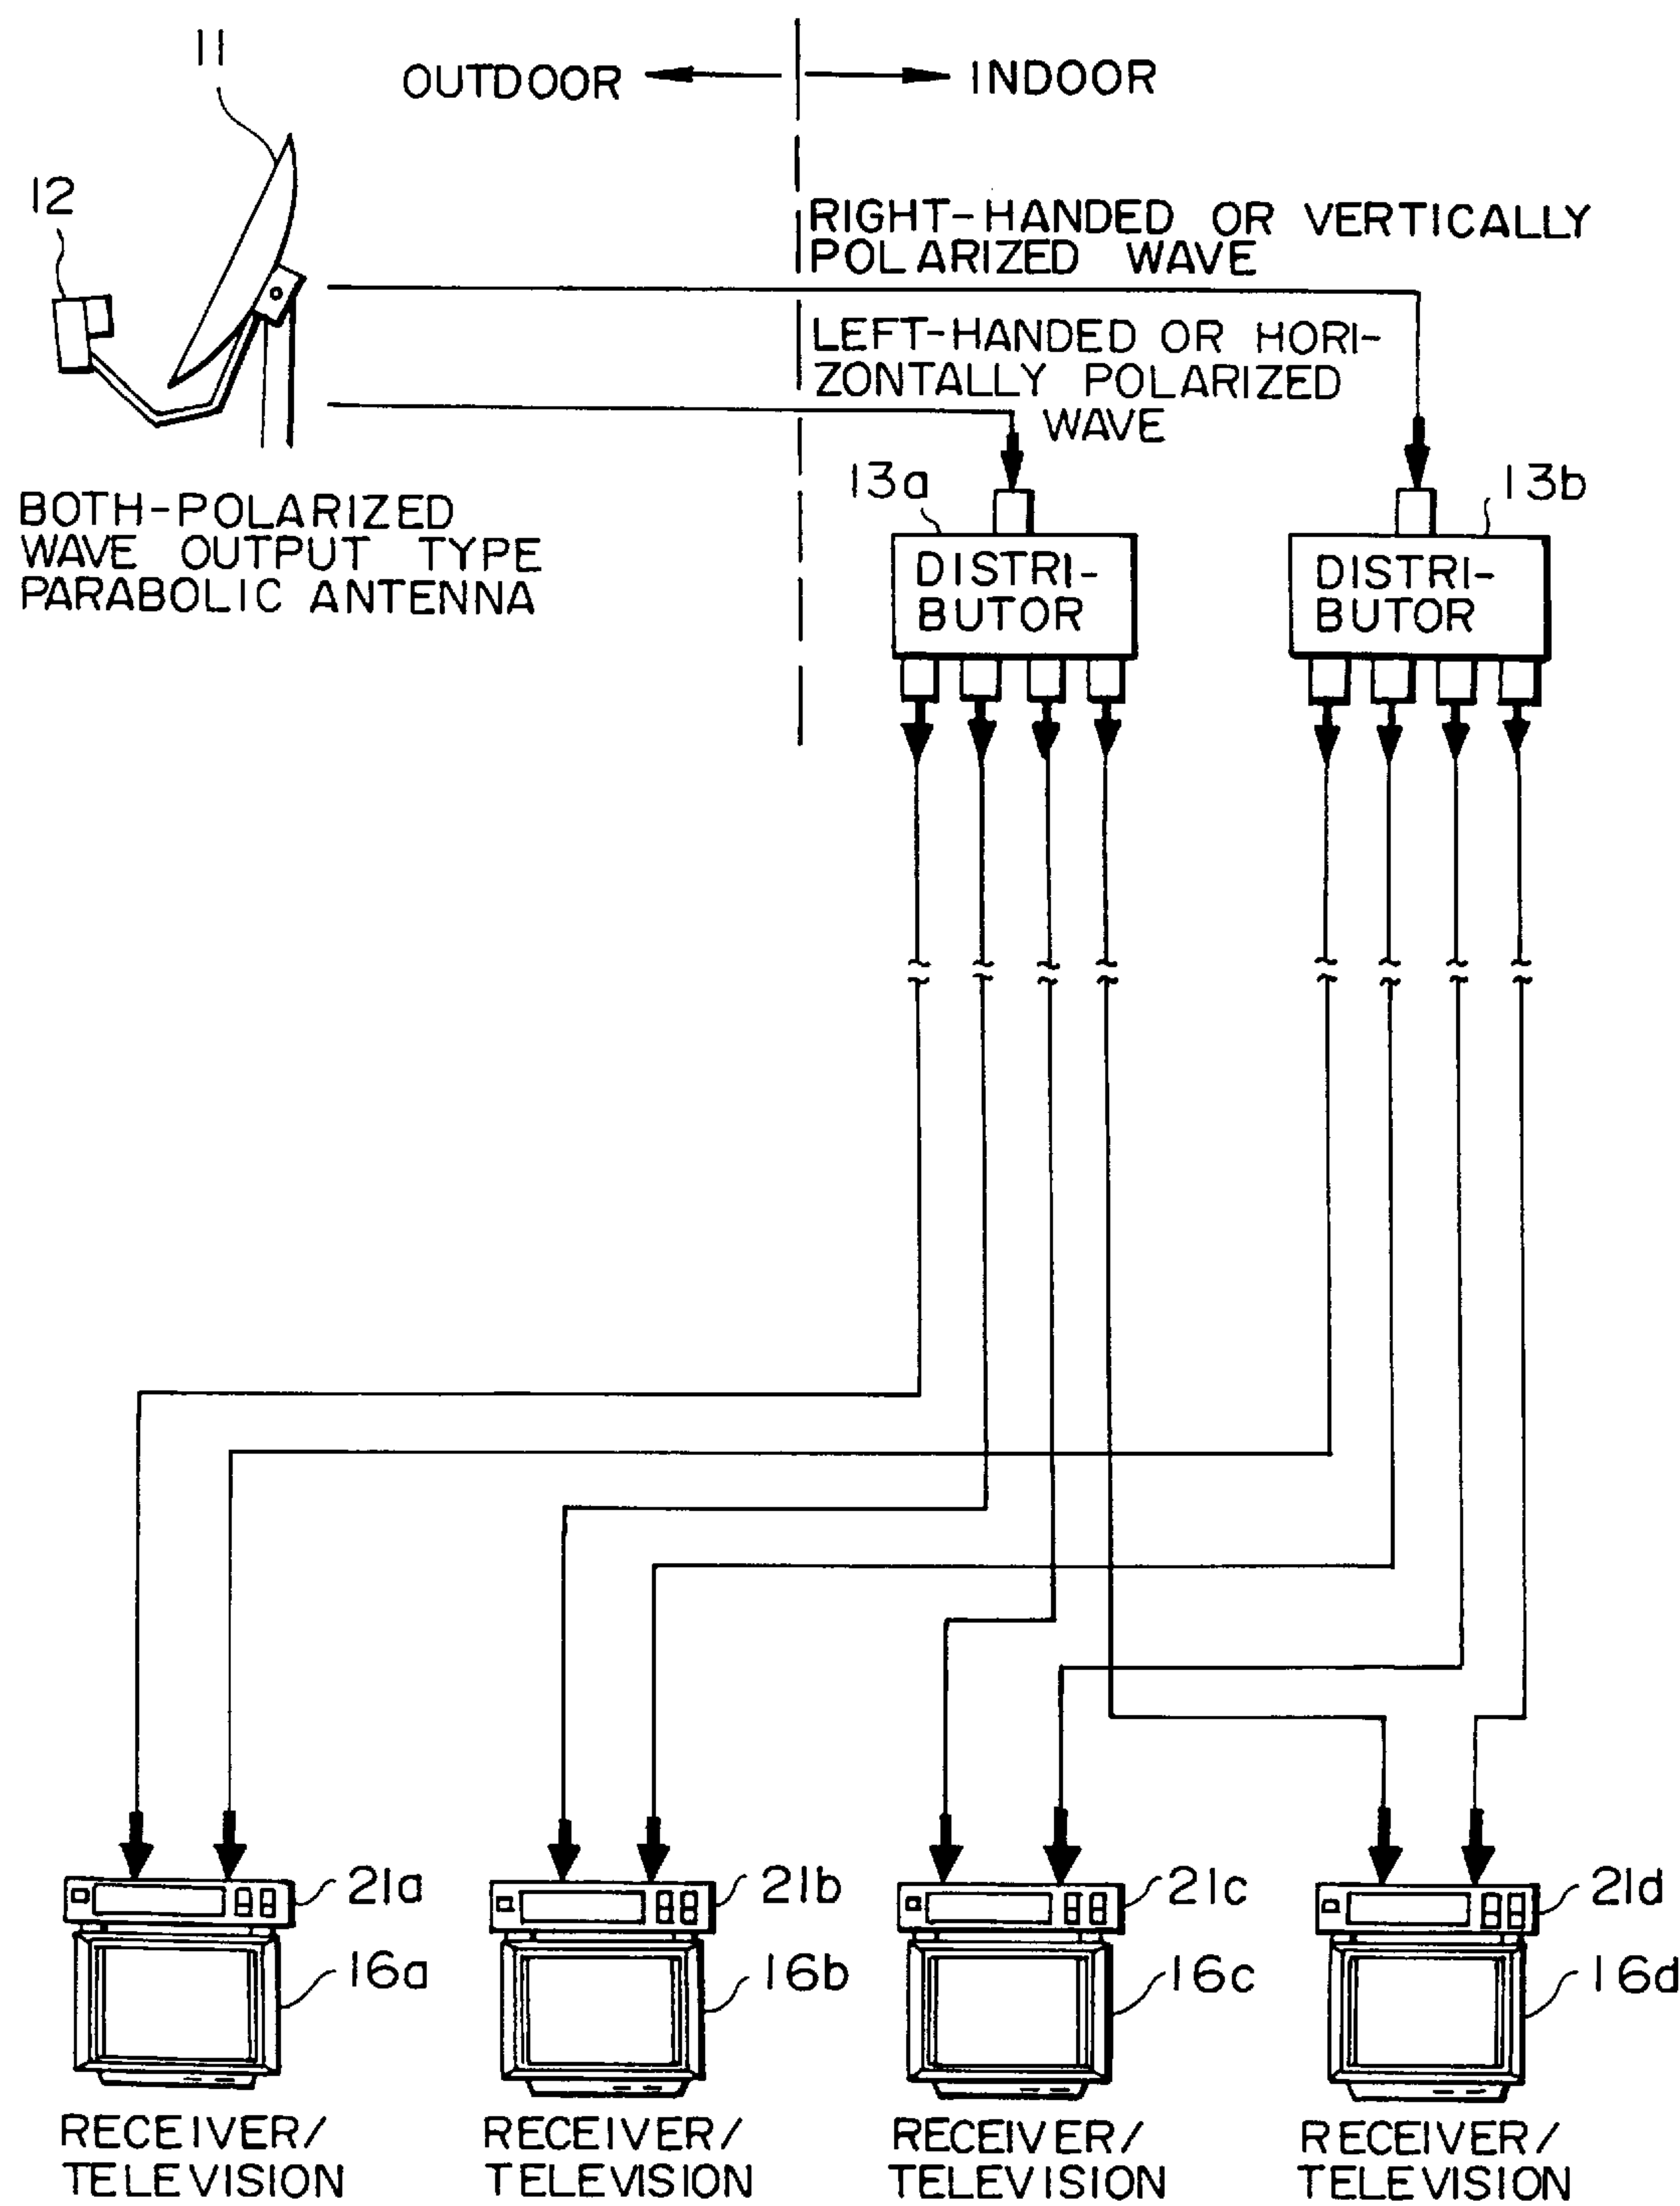 11
OUTDOOR
INDOOR
12
RIGHT-HANDED OR VERTICALLY
POLARIZED WAVE
LEFT-HANDED OR HORI-
ZONTALLY POLARIZED
WAVE
13a
13b
BOTH-POLARIZED
WAVE OUTPUT TYPE
PARABOLIC ANTENNA
DISTRI-
BUTOR
DISTRI-
BUTOR
21a
21b
21c
21d
16a
16b
16c
16d
RECEIVER/
TELEVISION
RECEIVER/
TELEVISION
RECEIVER/
TELEVISION
RECEIVER/
TELEVISION